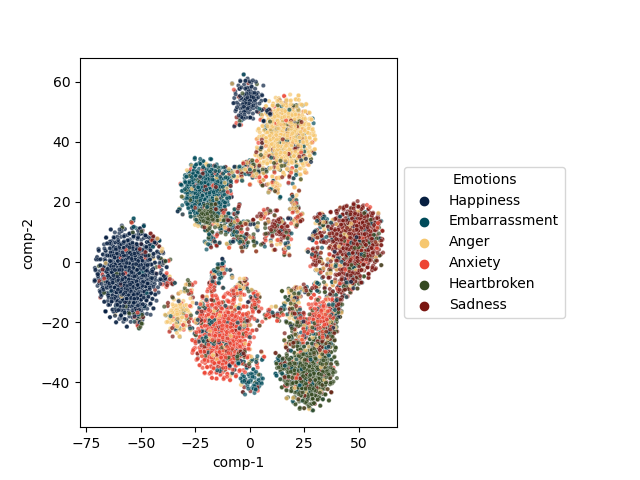 60
40
20
0
−20
−40
comp-2
−75
−50
−25
0
25
50
comp-1
Emotions
Happiness
Embarrassment
Anger
Anxiety
Heartbroken
Sadness